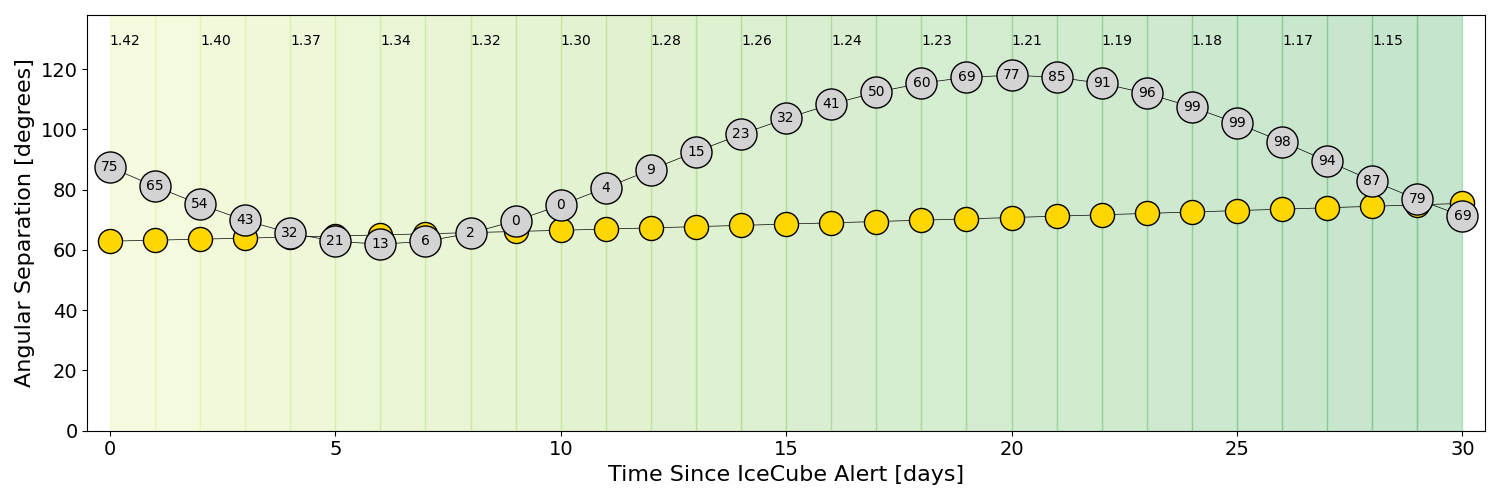 1.42 1.40 1.37 1.34 1.32 1.30 1.28 1.26 1.24 1.23 1.21 1.19 1.18 1.17 1.15
75 65 54 43 32 21 13 6 2 0 0 4 9 15 23 32 41 50 60 69 77 85 91 96 99 99 98 94 87 79 69
Angular Separation [degrees]
120
100
80
60
40
20
0
0 5 10 15 20 25 30
Time Since IceCube Alert [days]